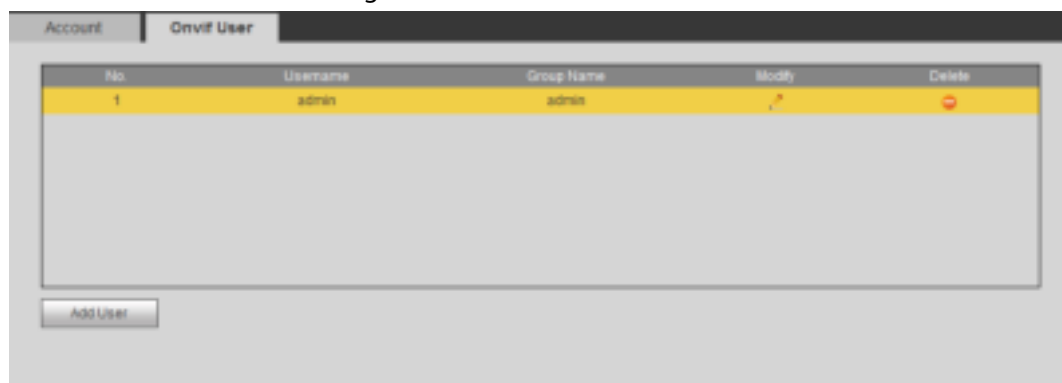 Account Onvif User
No. Username Group Name Modify Delete
1 admin admin
Add User